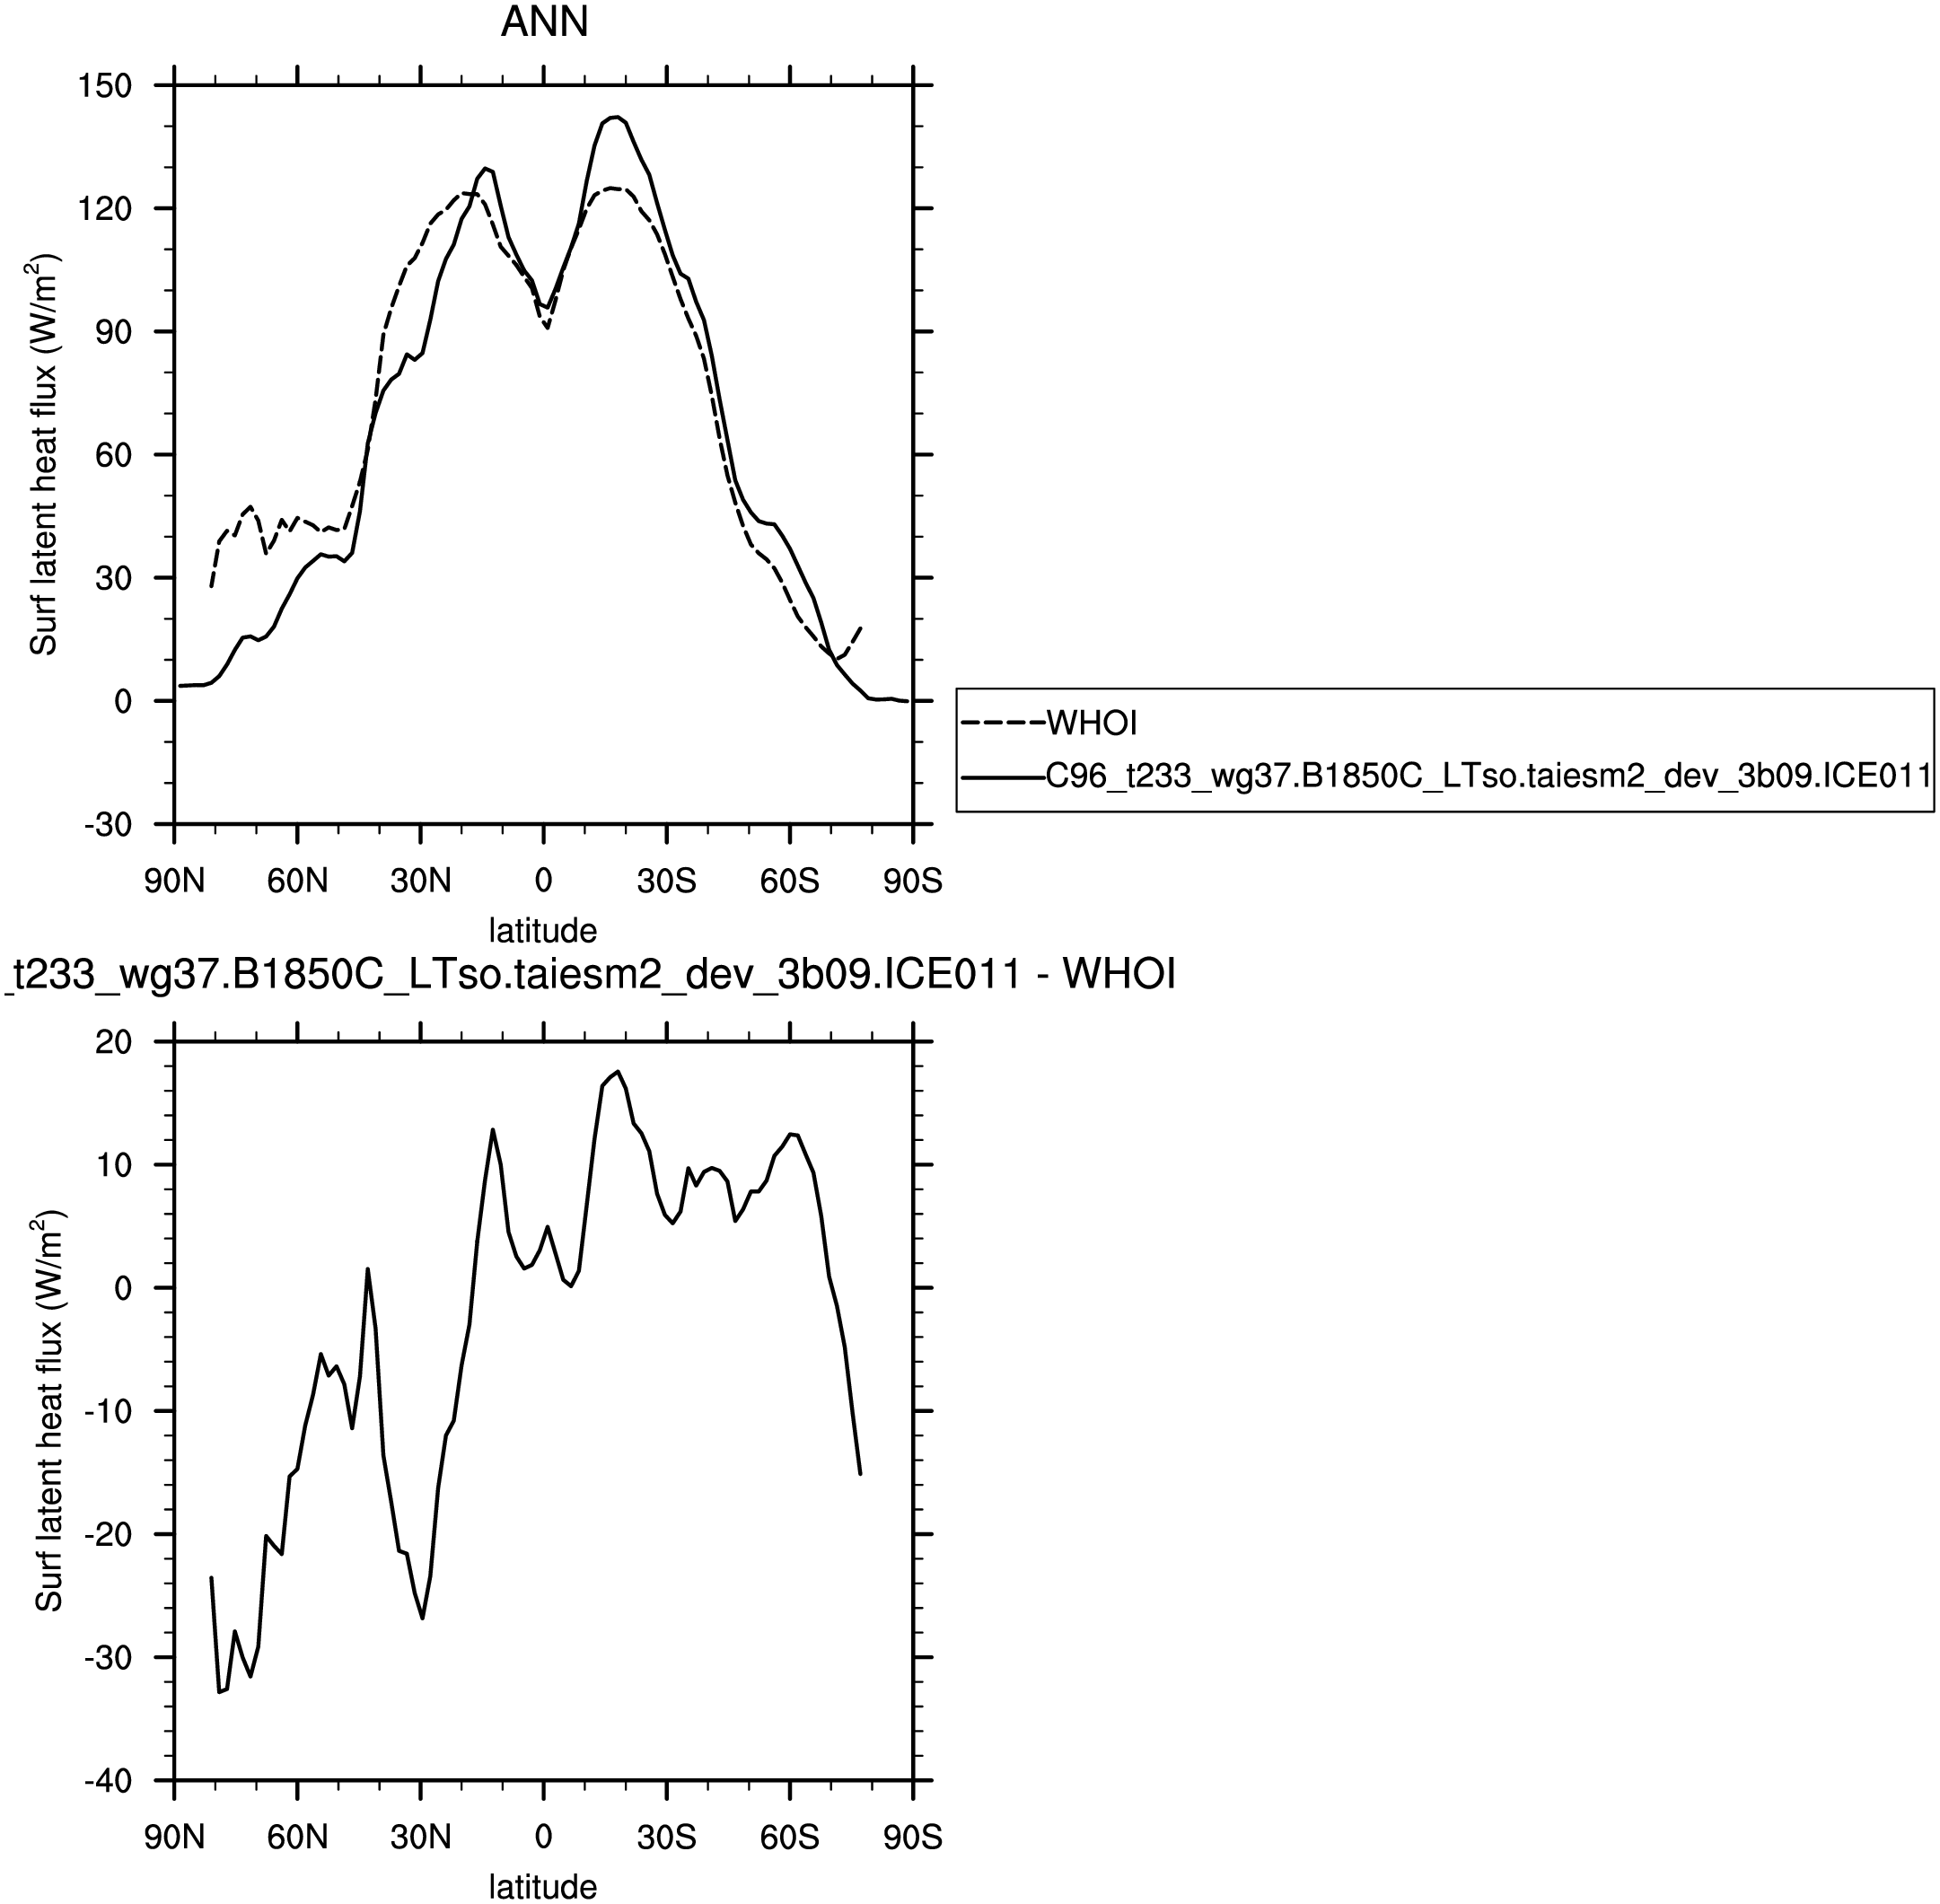 ANN
150
120
90
60
30
0
-30
Surf latent heat flux (W/m²)
90N 60N 30N 0 30S 60S 90S
latitude
WHOI
C96_t233_wg37.B1850C_LTso.taiesm2_dev_3b09.ICE011
_t233_wg37.B1850C_LTso.taiesm2_dev_3b09.ICE011 - WHOI
20
10
0
-10
-20
-30
-40
Surf latent heat flux (W/m²)
90N 60N 30N 0 30S 60S 90S
latitude